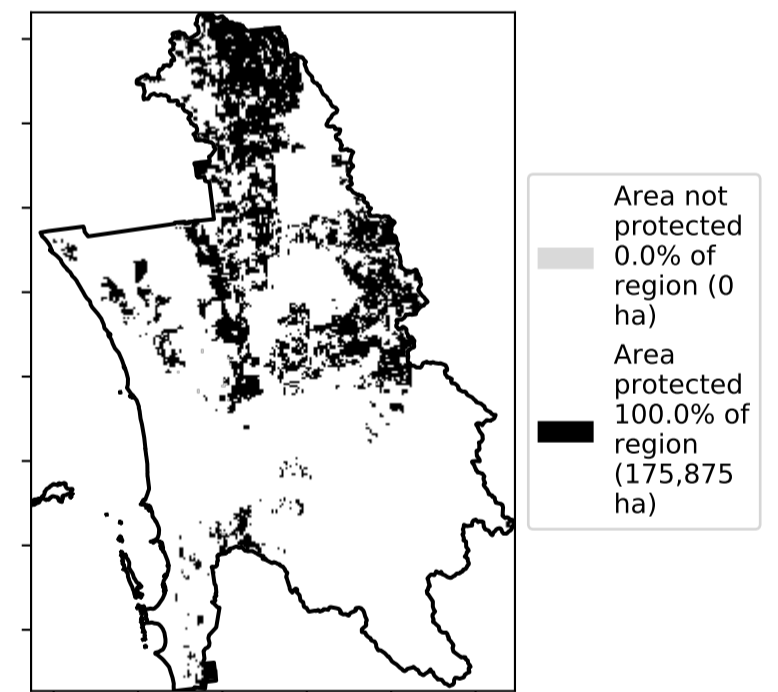 Area not
protected
0.0% of
region (0
ha)
Area
protected
100.0% of
region
(175,875
ha)